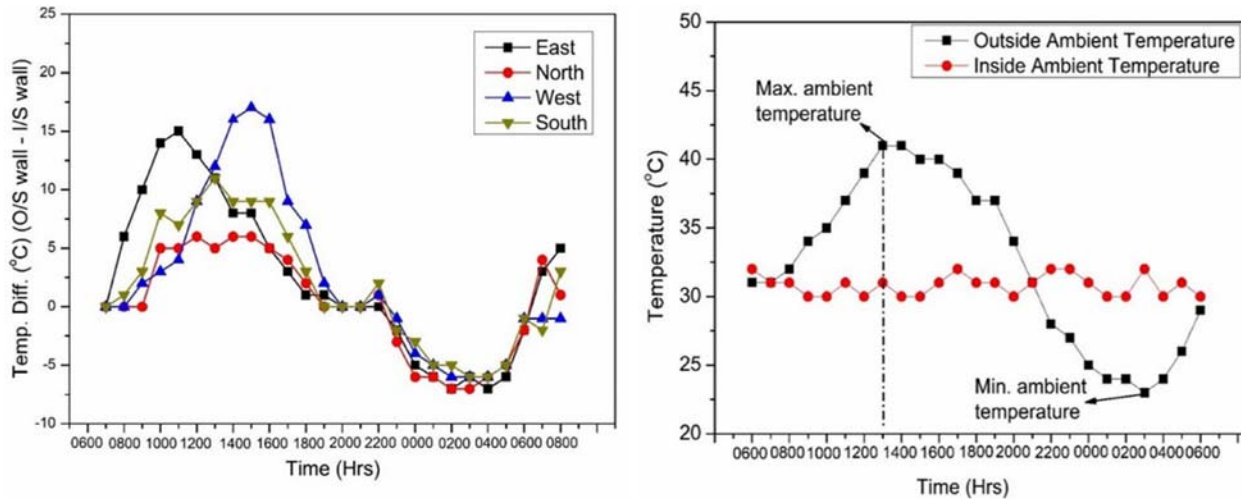 25
20
15
10
5
0
-5
-10
Temp. Diff. (°C) (O/S wall - I/S wall)
East
North
West
South
0600 0800 1000 1200 1400 1600 1800 2000 2200 0000 0200 0400 0600 0800
Time (Hrs)
50
45
40
35
30
25
20
Temperature (°C)
Outside Ambient Temperature
Inside Ambient Temperature
Max. ambient
temperature
Min. ambient
temperature
0600 0800 1000 1200 1400 1600 1800 2000 2200 0000 0200 0400 0600
Time (Hrs)